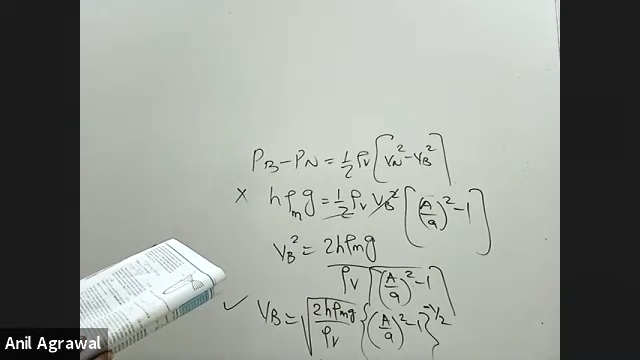 P_B - P_N = 1/2 ρ_v [V_N² - V_B²]
× hρ_m g = 1/2 ρ_v V_B² [(A/a)² - 1]
V_B² = 2hρ_m g / ρ_v [(A/a)² - 1]
✓ V_B = √(2hρ_m g / ρ_v) {(A/a)² - 1}^(-1/2)
Anil Agrawal